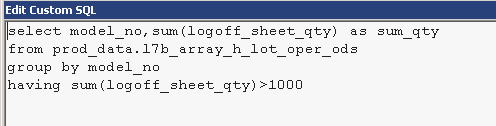 Edit Custom SQL
select model_no,sum(logoff_sheet_qty) as sum_qty
from prod_data.l7b_array_h_lot_oper_ods
group by model_no
having sum(logoff_sheet_qty)>1000